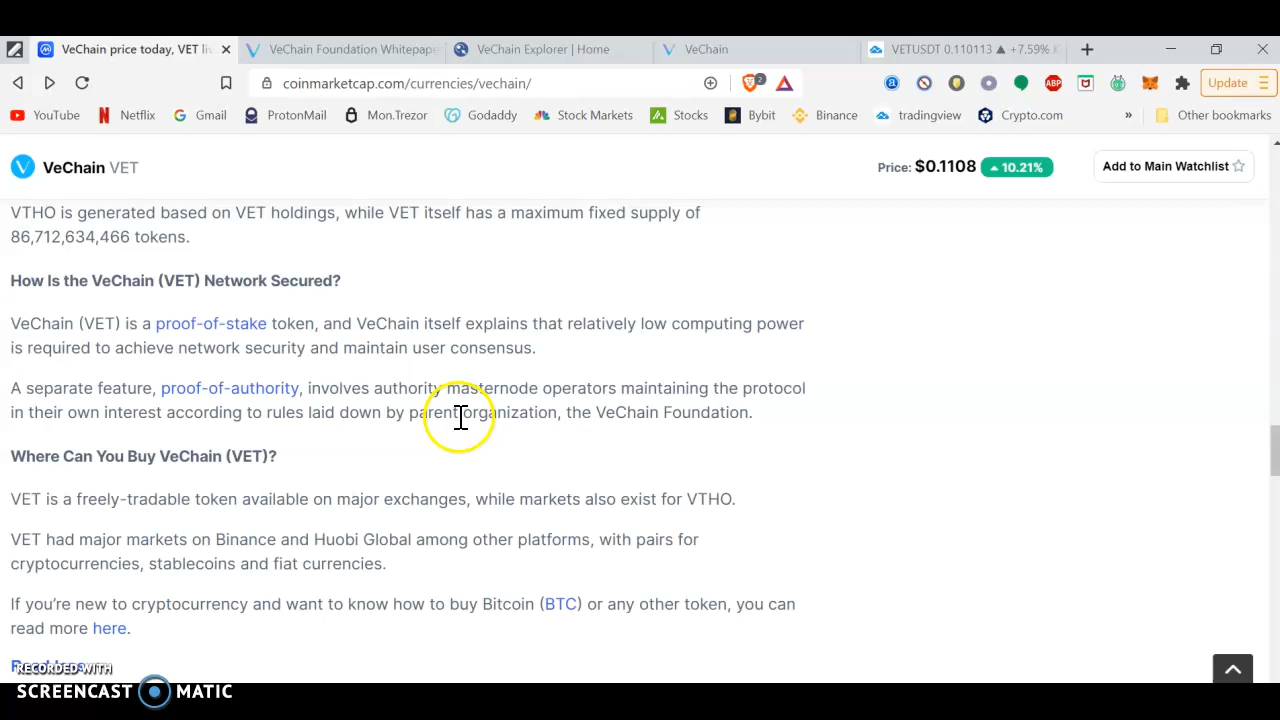 VeChain price today, VET liv
VeChain Foundation Whitepape
VeChain Explorer | Home
VeChain
VETUSDT 0.110113 ▲ +7.59%
coinmarketcap.com/currencies/vechain/
2
ABP
Update
YouTube
Netflix
Gmail
ProtonMail
Mon.Trezor
Godaddy
Stock Markets
Stocks
Bybit
Binance
tradingview
Crypto.com
»
Other bookmarks
VeChain VET
Price: $0.1108 10.21%
Add to Main Watchlist
VTHO is generated based on VET holdings, while VET itself has a maximum fixed supply of
86,712,634,466 tokens.
How Is the VeChain (VET) Network Secured?
VeChain (VET) is a proof-of-stake token, and VeChain itself explains that relatively low computing power
is required to achieve network security and maintain user consensus.
A separate feature, proof-of-authority, involves authority masternode operators maintaining the protocol
in their own interest according to rules laid down by parent organization, the VeChain Foundation.
Where Can You Buy VeChain (VET)?
VET is a freely-tradable token available on major exchanges, while markets also exist for VTHO.
VET had major markets on Binance and Huobi Global among other platforms, with pairs for
cryptocurrencies, stablecoins and fiat currencies.
If you’re new to cryptocurrency and want to know how to buy Bitcoin (BTC) or any other token, you can
read more here.
RECORDED WITH
SCREENCAST MATIC